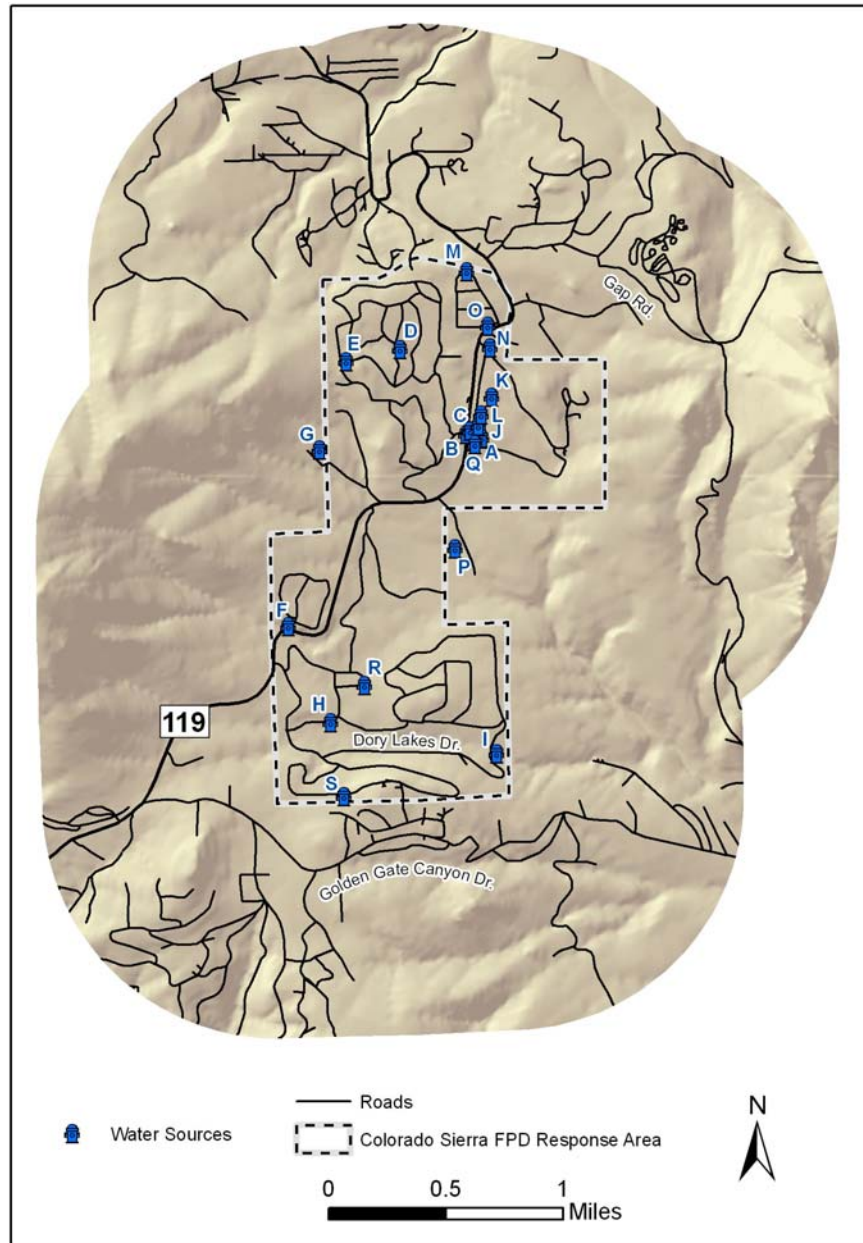 M
Gap Rd.
O
D
N
E
K
L
C
J
G
B
A
Q
P
F
R
119
H
Dory Lakes Dr.
I
S
Golden Gate Canyon Dr.
Roads
N
Water Sources
Colorado Sierra FPD Response Area
0 0.5 1
Miles